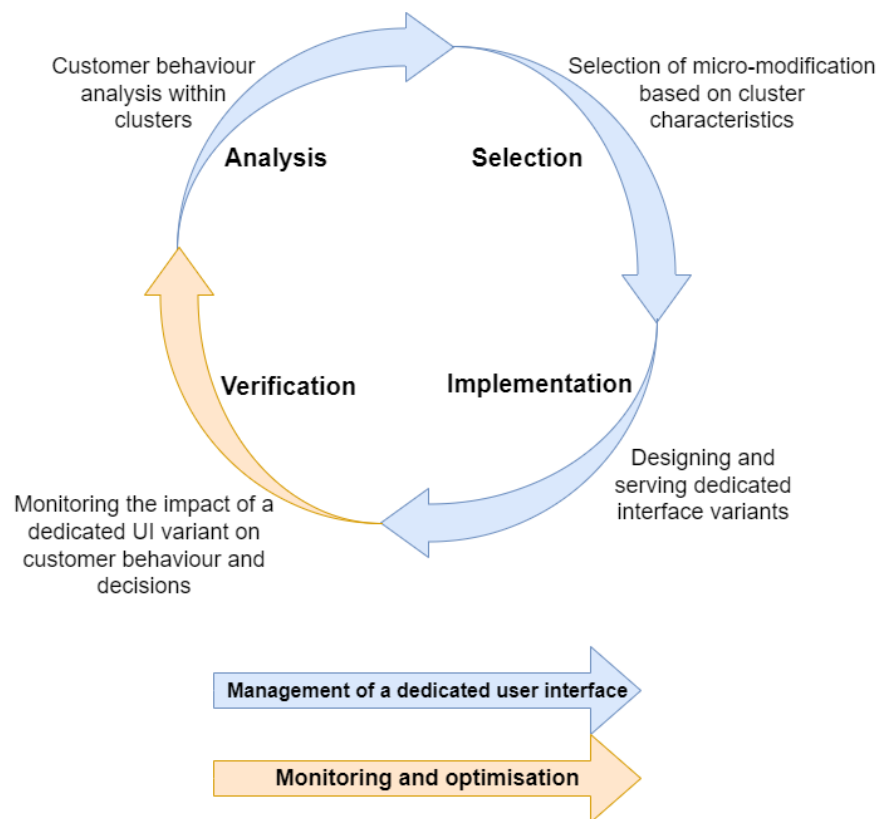 Customer behaviour
analysis within
clusters
Analysis
Selection of micro-modification
based on cluster
characteristics
Selection
Verification
Implementation
Designing and
serving dedicated
interface variants
Monitoring the impact of a
dedicated UI variant on
customer behaviour and
decisions
Management of a dedicated user interface
Monitoring and optimisation